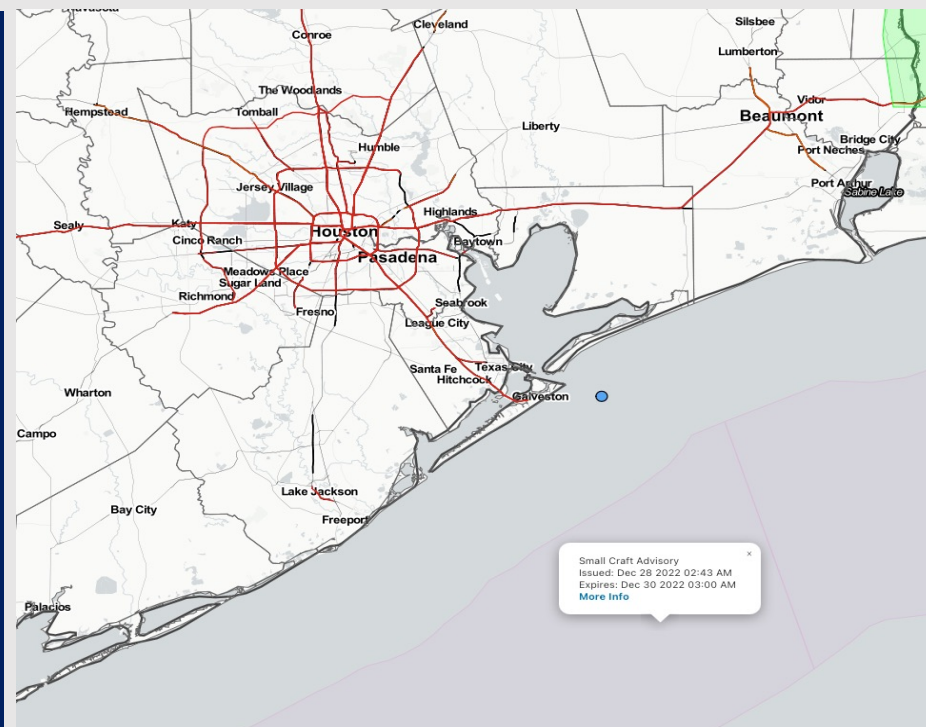 Navasota
Cleveland
Silsbee
Conroe
Lumberton
The Woodlands
Vidor
Hempstead
Tomball
Beaumont
Liberty
Bridge City
Humble
Port Neches
Jersey Village
Port Arthur
Sabine Lake
Highlands
Sealy
Katy
Houston
Cinco Ranch
Baytown
Pasadena
Meadows Place
Sugar Land
Richmond
Seabrook
Fresno
League City
Santa Fe
Texas City
Hitchcock
Wharton
Galveston
Campo
Lake Jackson
Bay City
Freeport
Small Craft Advisory
×
Issued: Dec 28 2022 02:43 AM
Expires: Dec 30 2022 03:00 AM
More Info
Palacios